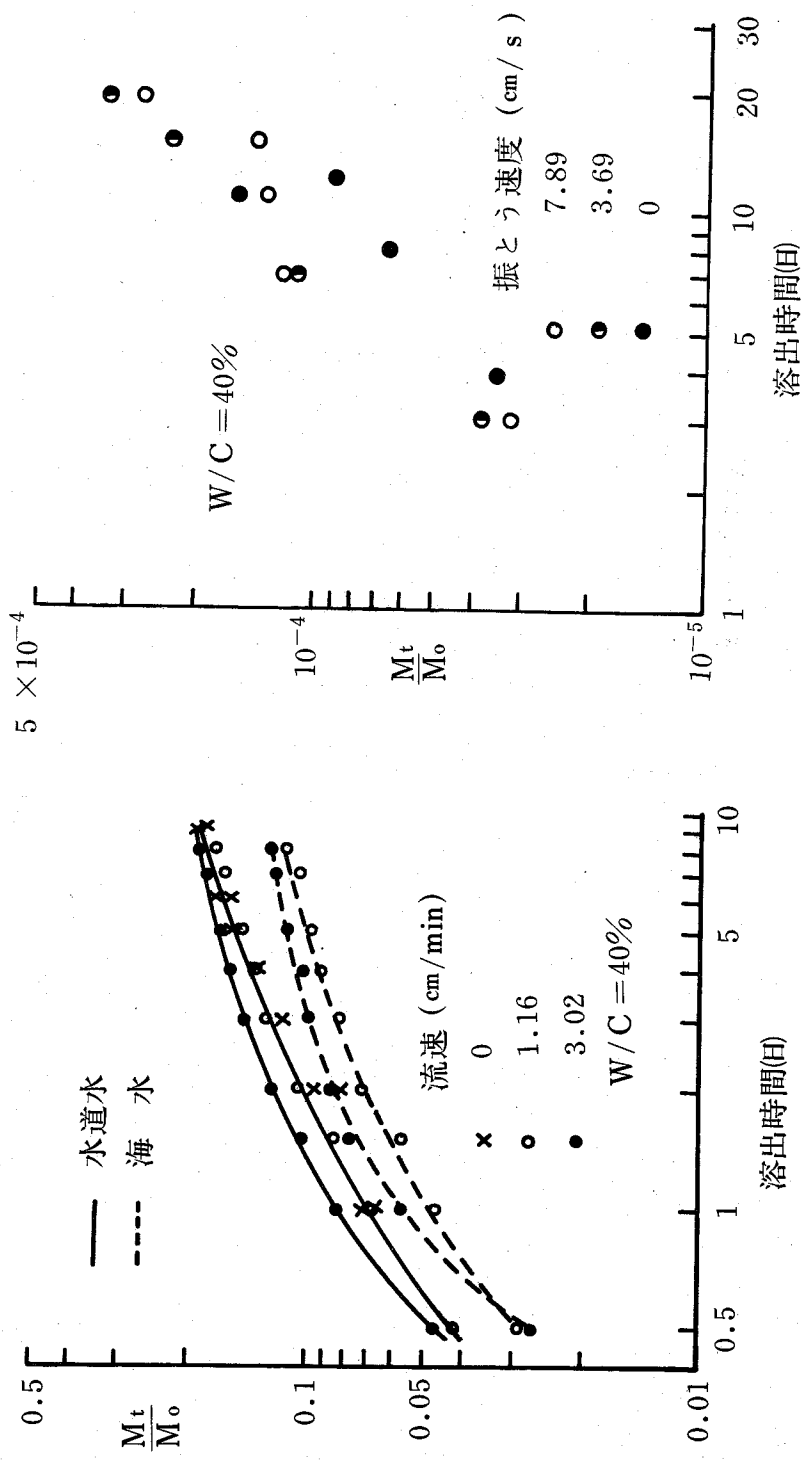 0.5
Mt
Mo
0.1
0.05
0.01
水道水
海 水
流速 (cm/min)
× 0
○ 1.16
● 3.02
W/C=40%
0.5
1
5
10
溶出時間(日)
5 ×10⁻⁴
10⁻⁴
Mt
Mo
10⁻⁵
W/C=40%
振とう速度 (cm/s)
○ 7.89
◒ 3.69
● 0
1
5
10
20
30
溶出時間(日)